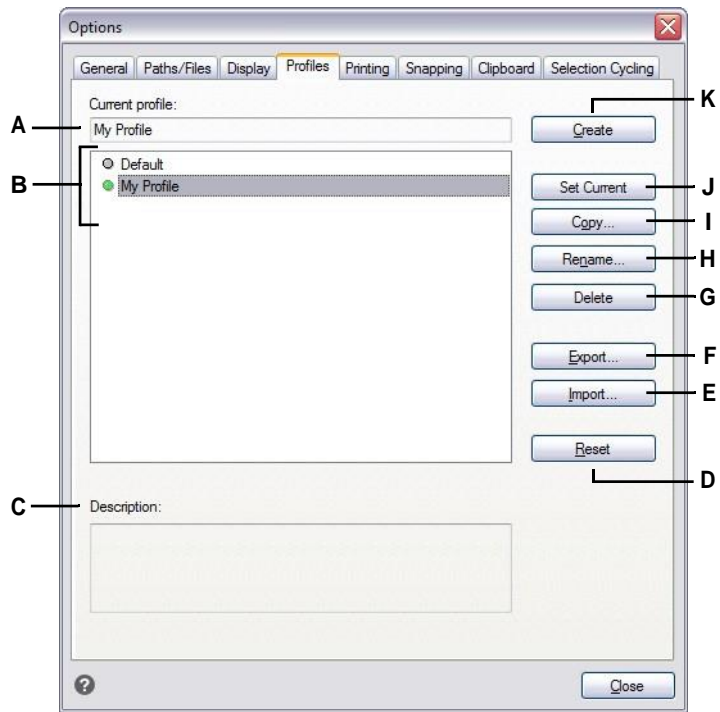 Options
General Paths/Files Display Profiles Printing Snapping Clipboard Selection Cycling
Current profile:
K
A My Profile Create
Default
B My Profile Set Current J
Copy... I
Rename... H
Delete G
Export... F
Import... E
Reset
D
C Description:
? Close